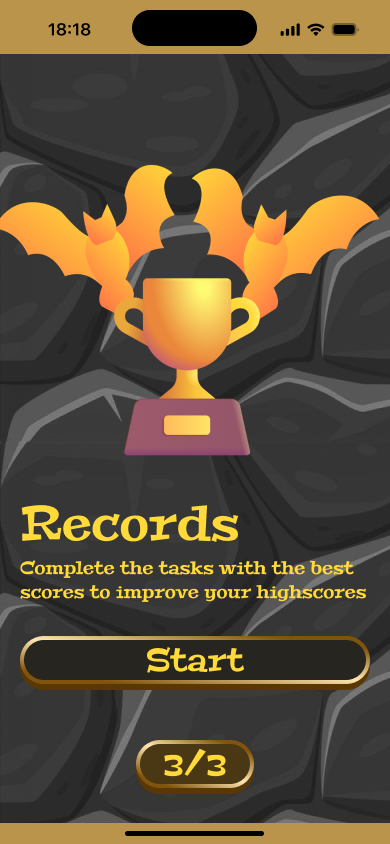 18:18
Records
Complete the tasks with the best
scores to improve your highscores
Start
3/3